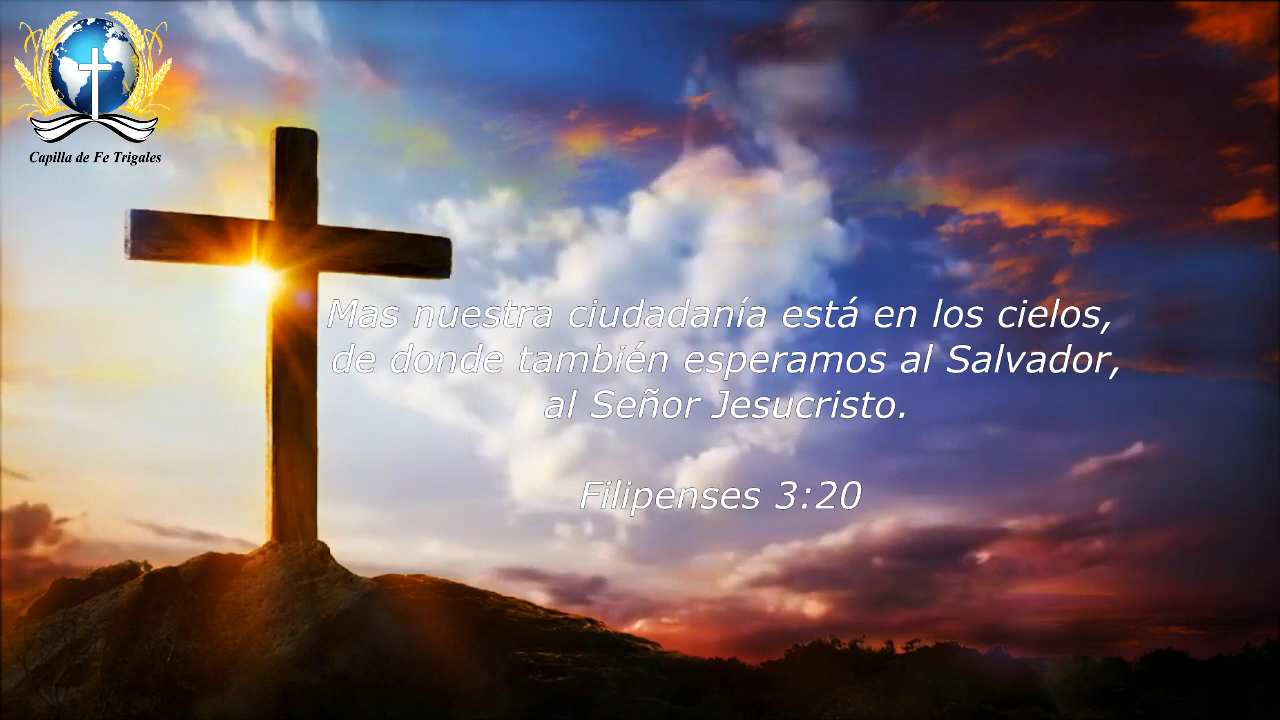 Capilla de Fe Trigales
Mas nuestra ciudadanía está en los cielos,
de donde también esperamos al Salvador,
al Señor Jesucristo.
Filipenses 3:20